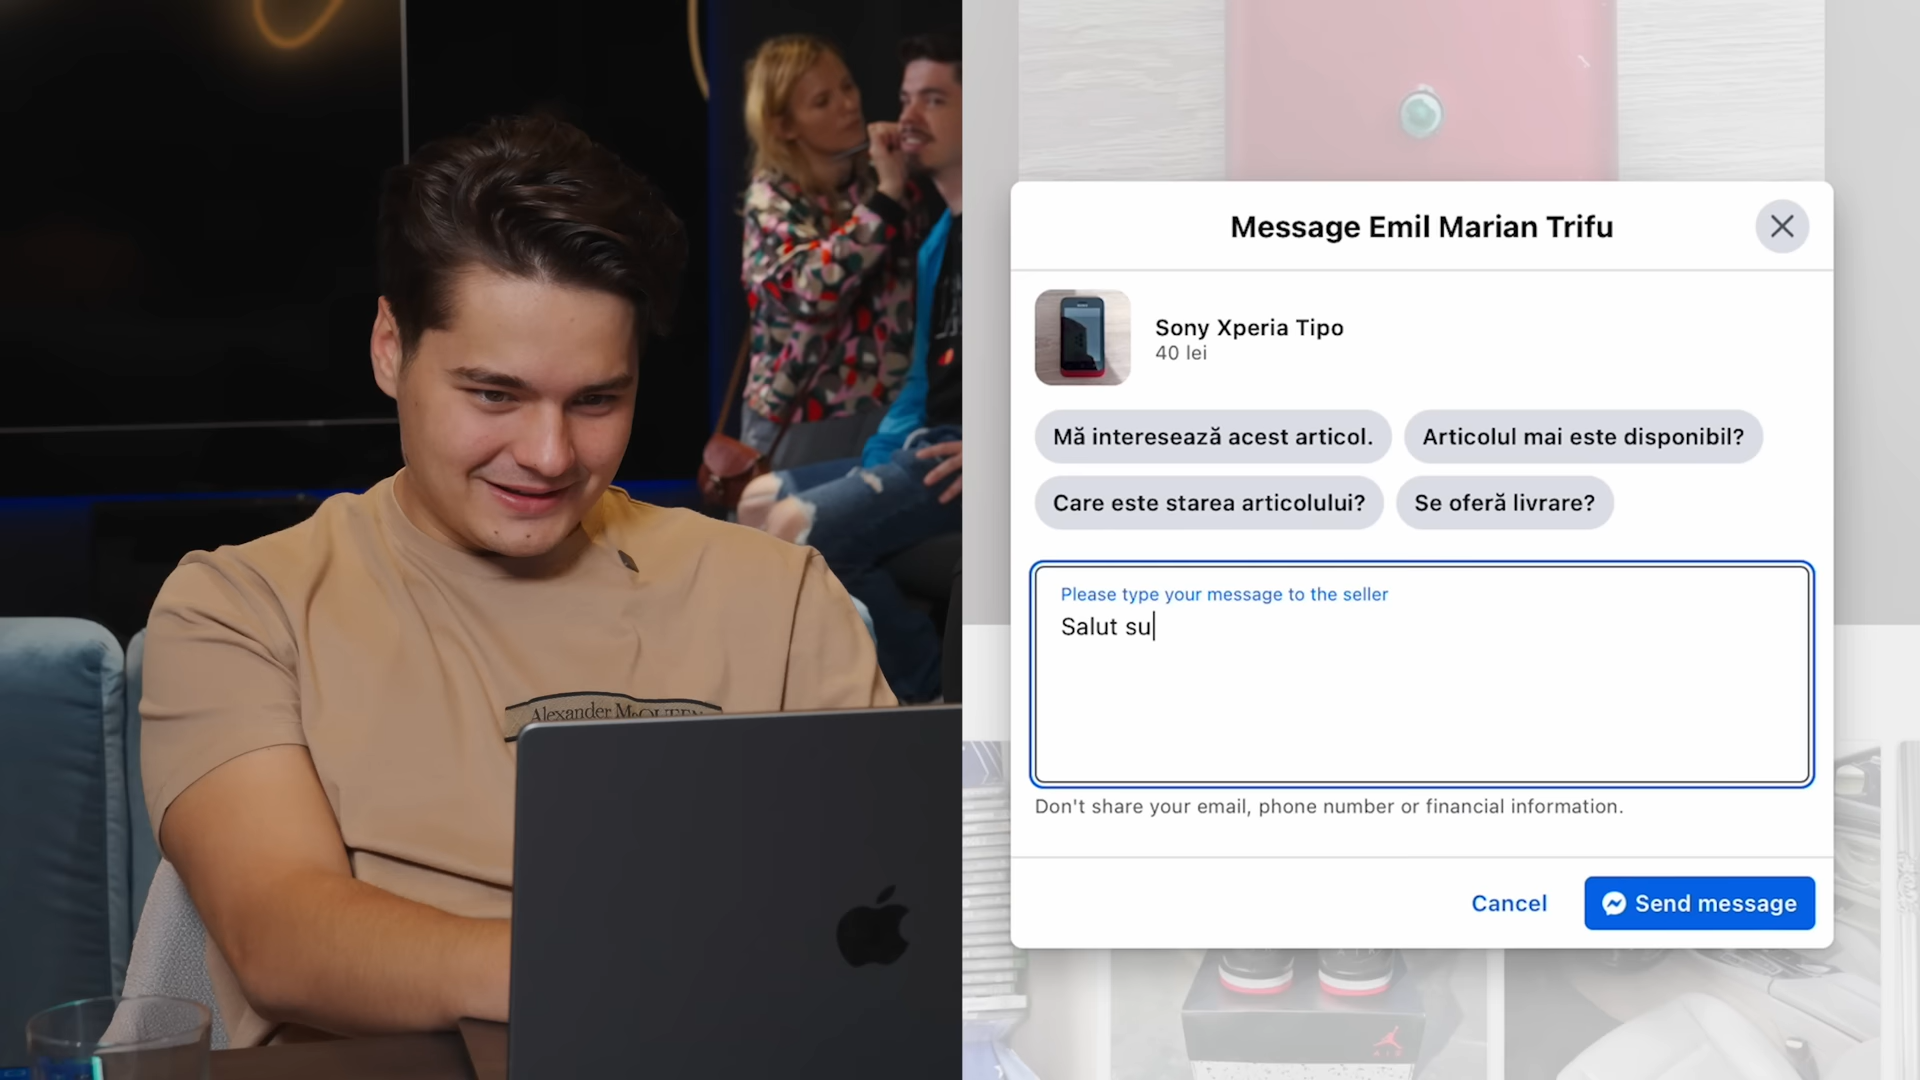 Alexander McQUEEN
Message Emil Marian Trifu
Sony Xperia Tipo
40 lei
Mă interesează acest articol.
Articolul mai este disponibil?
Care este starea articolului?
Se oferă livrare?
Please type your message to the seller
Salut su
Don't share your email, phone number or financial information.
Cancel
Send message